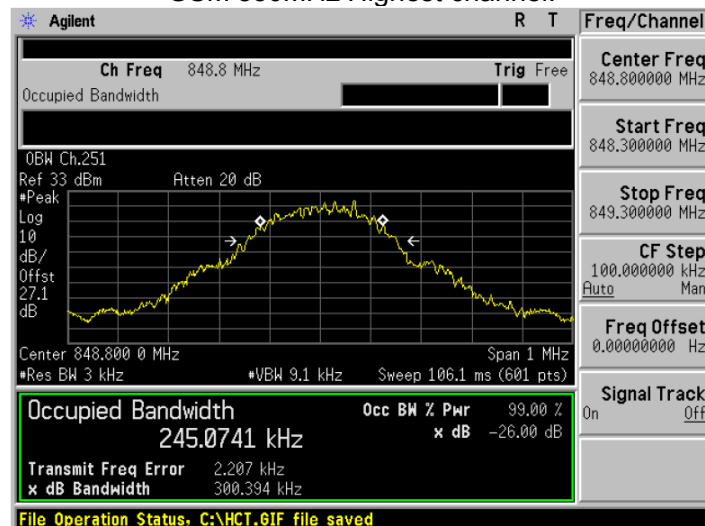 Agilent R T Freq/Channel
Ch Freq 848.8 MHz Trig Free
Occupied Bandwidth
Center Freq
848.800000 MHz
Start Freq
848.300000 MHz
Stop Freq
849.300000 MHz
CF Step
100.000000 kHz
Auto Man
Freq Offset
0.00000000 Hz
Signal Track
On Off
OBW Ch.251
Ref 33 dBm Atten 20 dB
#Peak
Log
10
dB/
Offst
27.1
dB
Center 848.800 0 MHz Span 1 MHz
#Res BW 3 kHz #VBW 9.1 kHz Sweep 106.1 ms (601 pts)
Occupied Bandwidth Occ BW % Pwr 99.00 %
245.0741 kHz x dB -26.00 dB
Transmit Freq Error 2.207 kHz
x dB Bandwidth 300.394 kHz
File Operation Status, C:\HCT.GIF file saved